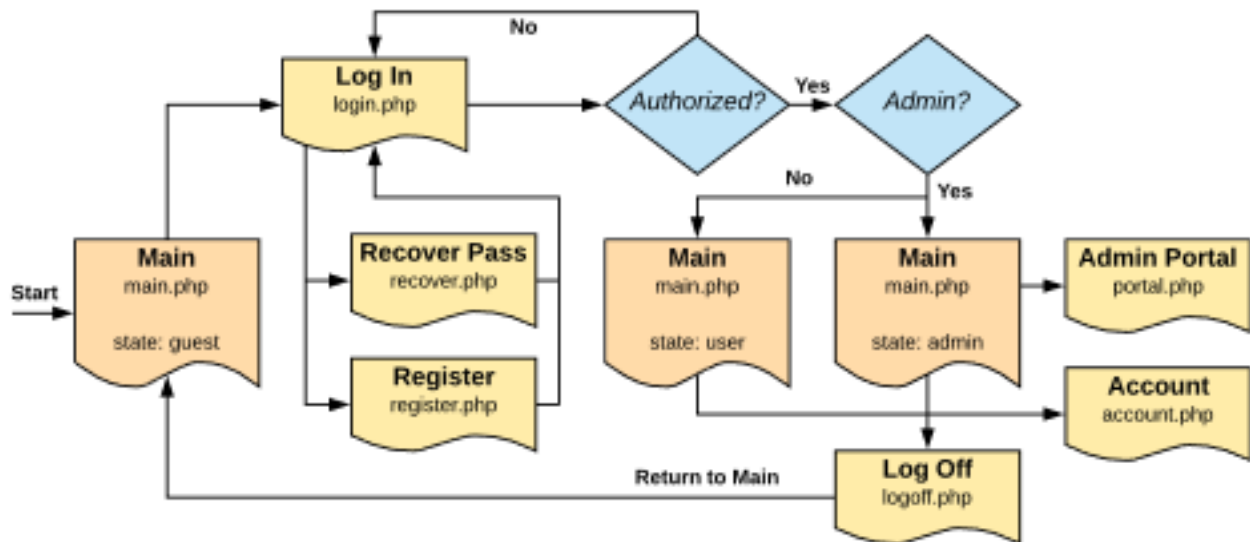 No
Log In
login.php
Authorized?
Yes
Admin?
No
Yes
Start
Main
main.php
state: guest
Recover Pass
recover.php
Register
register.php
Main
main.php
state: user
Main
main.php
state: admin
Admin Portal
portal.php
Account
account.php
Log Off
logoff.php
Return to Main